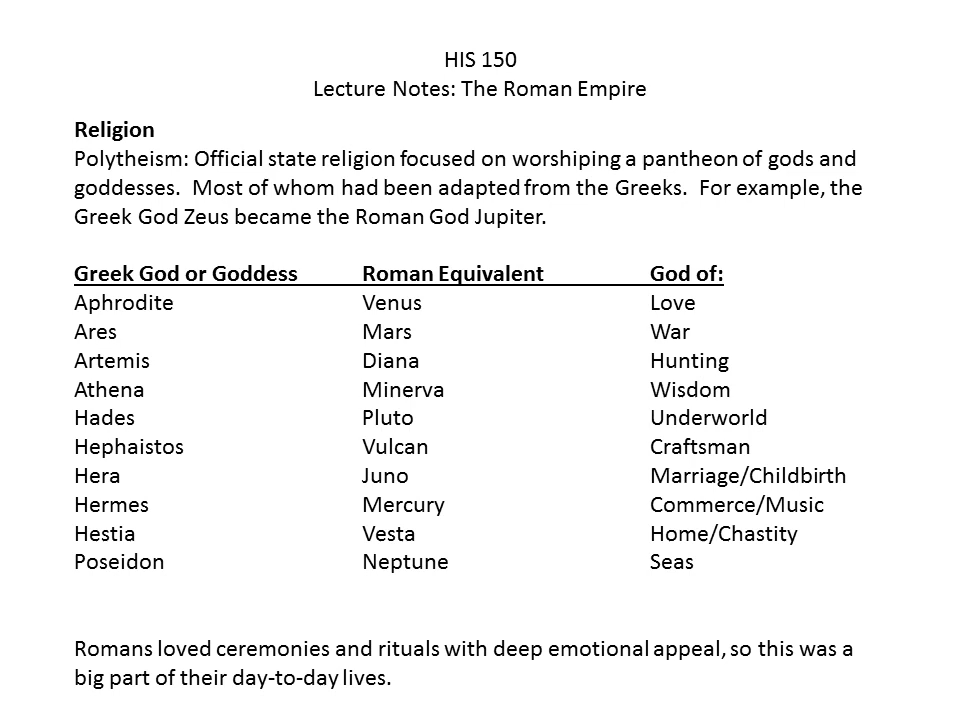 HIS 150
Lecture Notes: The Roman Empire
Religion
Polytheism: Official state religion focused on worshiping a pantheon of gods and
goddesses.  Most of whom had been adapted from the Greeks.  For example, the
Greek God Zeus became the Roman God Jupiter.
Greek God or Goddess Roman Equivalent God of:
Aphrodite Venus Love
Ares Mars War
Artemis Diana Hunting
Athena Minerva Wisdom
Hades Pluto Underworld
Hephaistos Vulcan Craftsman
Hera Juno Marriage/Childbirth
Hermes Mercury Commerce/Music
Hestia Vesta Home/Chastity
Poseidon Neptune Seas
Romans loved ceremonies and rituals with deep emotional appeal, so this was a
big part of their day-to-day lives.